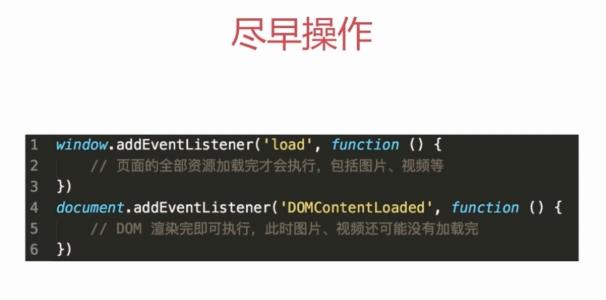 尽早操作
1 window.addEventListener('load', function () {
2 // 页面的全部资源加载完才会执行，包括图片、视频等
3 })
4 document.addEventListener('DOMContentLoaded', function () {
5 // DOM 渲染完即可执行，此时图片、视频还可能没有加载完
6 })